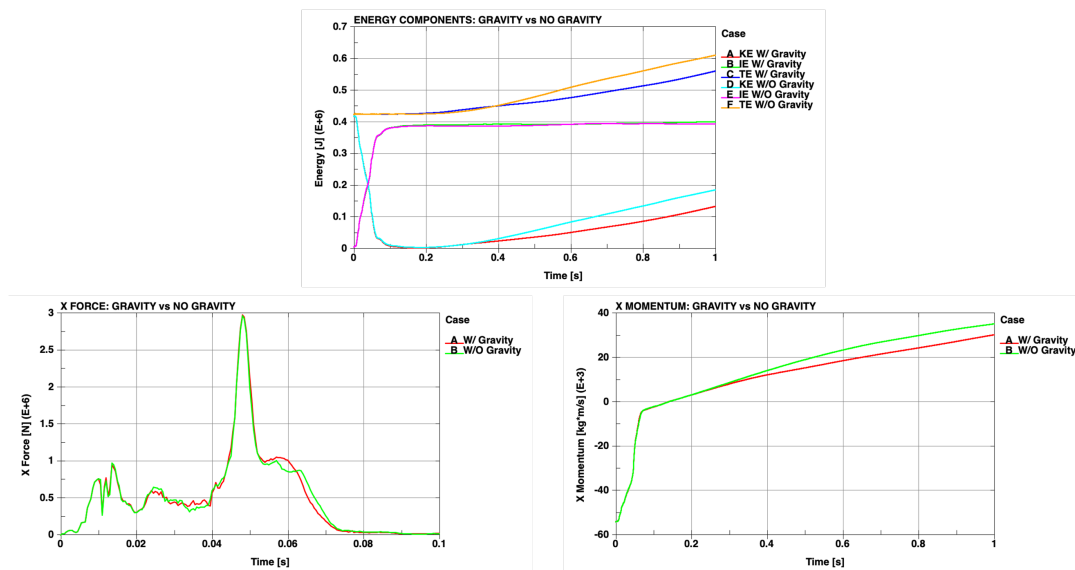 ENERGY COMPONENTS: GRAVITY vs NO GRAVITY
0.7
0.6
0.5
0.4
0.3
0.2
0.1
0
Energy [J] (E+6)
0
0.2
0.4
0.6
0.8
1
Time [s]
Case
A KE W/ Gravity
B IE W/ Gravity
C TE W/ Gravity
D KE W/O Gravity
E IE W/O Gravity
F TE W/O Gravity
X FORCE: GRAVITY vs NO GRAVITY
3
2.5
2
1.5
1
0.5
0
X Force [N] (E+6)
0
0.02
0.04
0.06
0.08
0.1
Time [s]
Case
A W/ Gravity
B W/O Gravity
X MOMENTUM: GRAVITY vs NO GRAVITY
40
20
0
-20
-40
-60
X Momentum [kg*m/s] (E+3)
0
0.2
0.4
0.6
0.8
1
Time [s]
Case
A W/ Gravity
B W/O Gravity